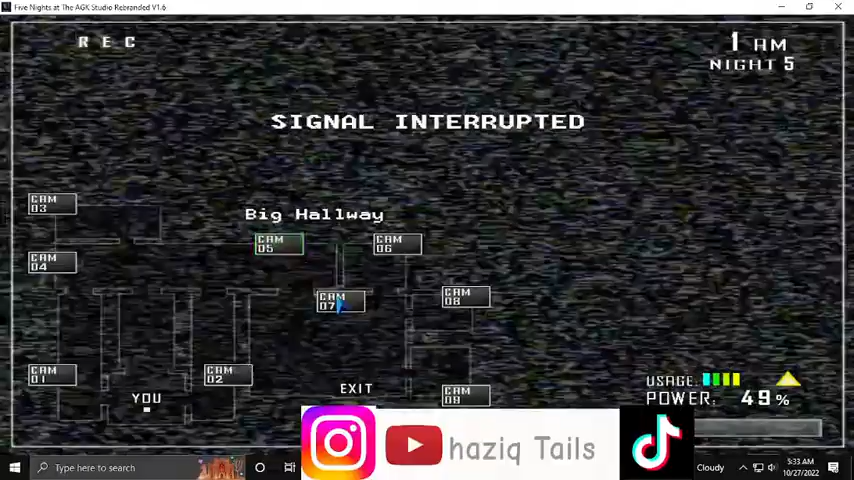 Five Nights at The AGK Studio Rebranded V1.6
REC
1 AM
NIGHT 5
SIGNAL INTERRUPTED
CAM
03
Big Hallway
CAM
05
CAM
06
CAM
04
CAM
07
CAM
08
CAM
01
CAM
02
YOU
EXIT
CAM
09
USAGE:
POWER: 49%
haziq Tails
Type here to search
Cloudy
5:33 AM
10/27/2022